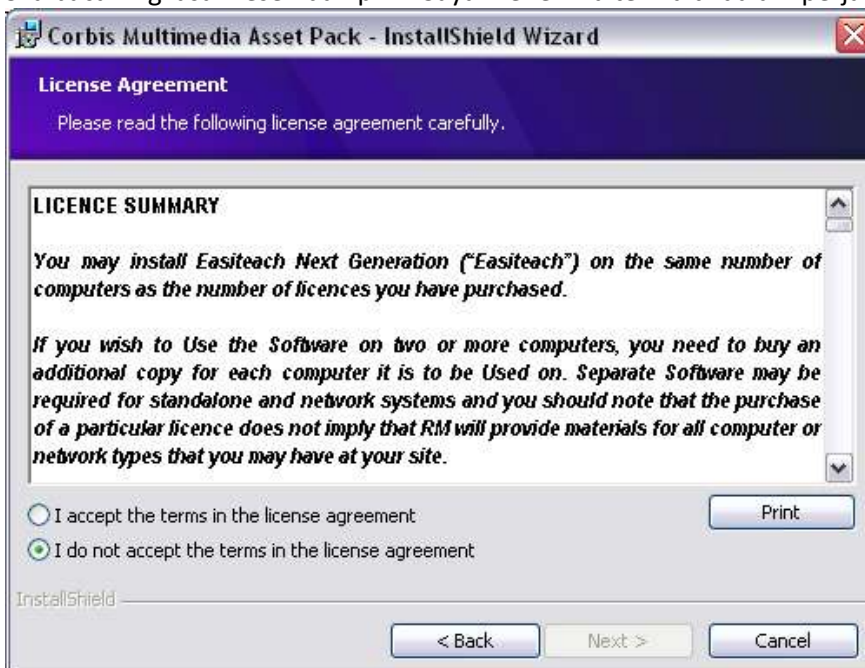 Corbis Multimedia Asset Pack - InstallShield Wizard
License Agreement
Please read the following license agreement carefully.
LICENCE SUMMARY
You may install Easiteach Next Generation ("Easiteach") on the same number of
computers as the number of licences you have purchased.
If you wish to Use the Software on two or more computers, you need to buy an
additional copy for each computer it is to be Used on. Separate Software may be
required for standalone and network systems and you should note that the purchase
of a particular licence does not imply that RM will provide materials for all computer or
network types that you may have at your site.
I accept the terms in the license agreement
Print
I do not accept the terms in the license agreement
InstallShield
< Back
Next >
Cancel